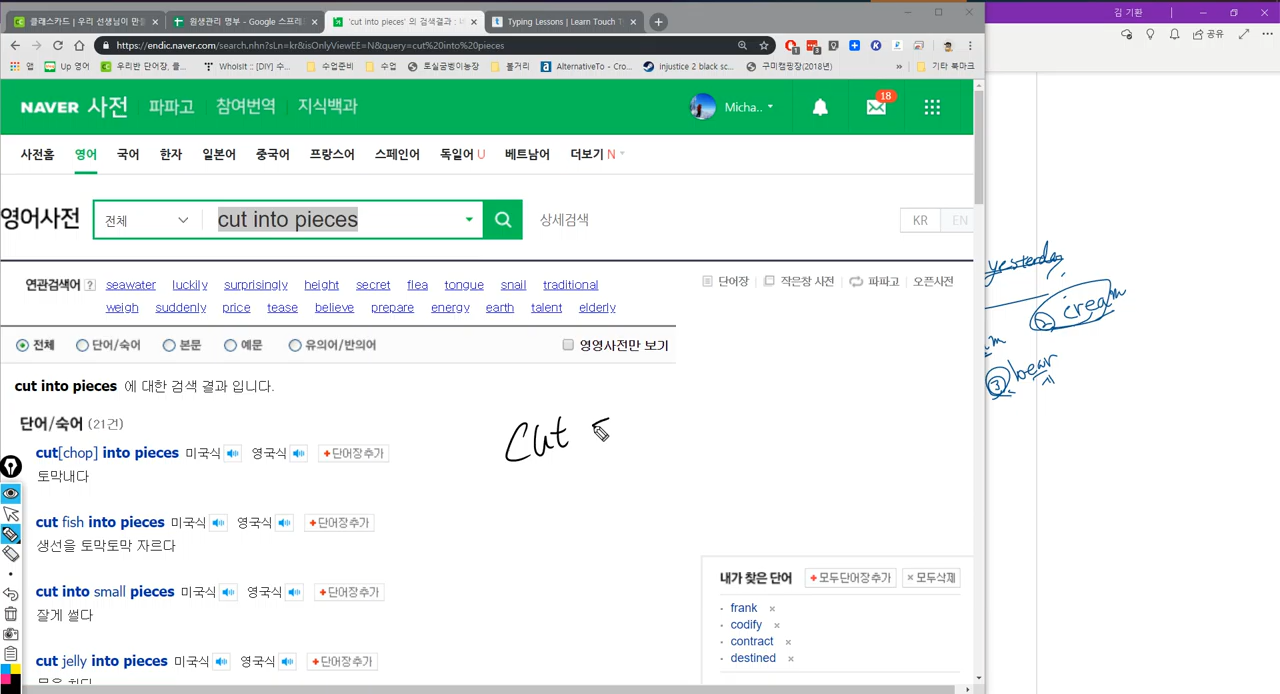 클래스카드 | 우리 선생님이 만들
원생관리 명부 - Google 스프레
'cut into pieces' 의 검색결과 : 네
Typing Lessons | Learn Touch T
김 기환
https://endic.naver.com/search.nhn?sLn=kr&isOnlyViewEE=N&query=cut%20into%20pieces
공유
앱 Up 영어 우리반 단어장, 클... WhoisIt :: [DIY] 수... 수업준비 수업 토실굼벵이농장 볼거리 AlternativeTo - Cro... injustice 2 black sc... 구미캠핑장(2018년) » 기타 북마크
NAVER 사전 파파고 참여번역 지식백과 Micha.. 18
사전홈 영어 국어 한자 일본어 중국어 프랑스어 스페인어 독일어 U 베트남어 더보기 N
영어사전 전체 cut into pieces 상세검색 KR EN
yesterday
연관검색어 ? seawater luckily surprisingly height secret flea tongue snail traditional
단어장 작은창 사전 파파고 오픈사전
weigh suddenly price tease believe prepare energy earth talent elderly
② cream
전체 단어/숙어 본문 예문 유의어/반의어 영영사전만 보기
m
③ bear
cut into pieces 에 대한 검색 결과 입니다.
단어/숙어 (21건)
cut
cut[chop] into pieces 미국식 영국식 +단어장추가
토막내다
cut fish into pieces 미국식 영국식 +단어장추가
생선을 토막토막 자르다
내가 찾은 단어 +모두단어장추가 ×모두삭제
cut into small pieces 미국식 영국식 +단어장추가
잘게 썰다
frank ×
codify ×
contract ×
destined ×
cut jelly into pieces 미국식 영국식 +단어장추가